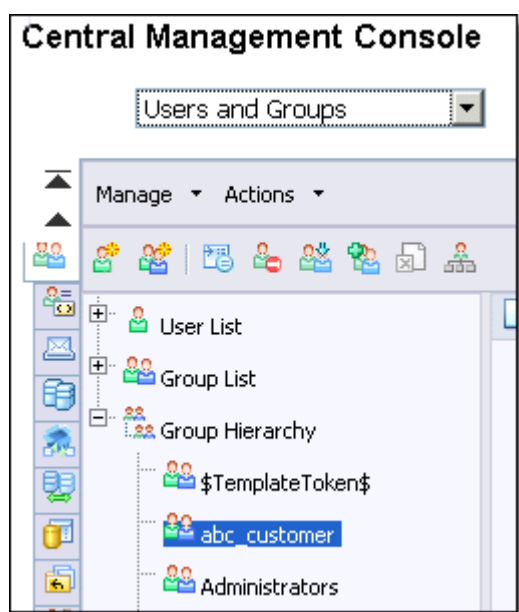 Central Management Console
Users and Groups
Manage Actions
User List
Group List
Group Hierarchy
$TemplateToken$
abc_customer
Administrators